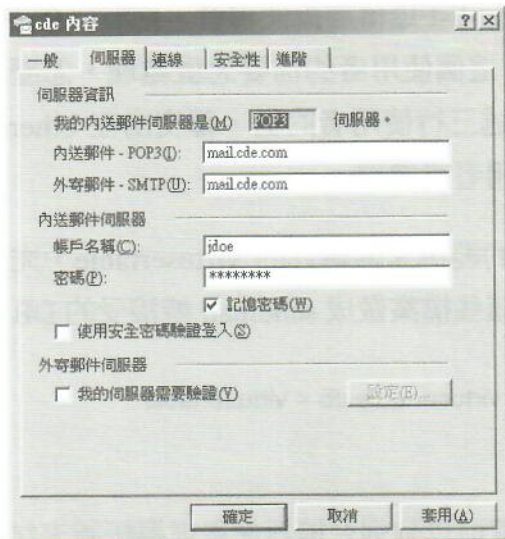 cde 內容
一般 伺服器 連線 安全性 進階
伺服器資訊
我的內送郵件伺服器是(M) POP3 伺服器。
內送郵件 - POP3(I): mail.cde.com
外寄郵件 - SMTP(U): mail.cde.com
內送郵件伺服器
帳戶名稱(C): jdoe
密碼(P): ********
記憶密碼(W)
使用安全密碼驗證登入(S)
外寄郵件伺服器
我的伺服器需要驗證(V) 設定(E)
確定 取消 套用(A)